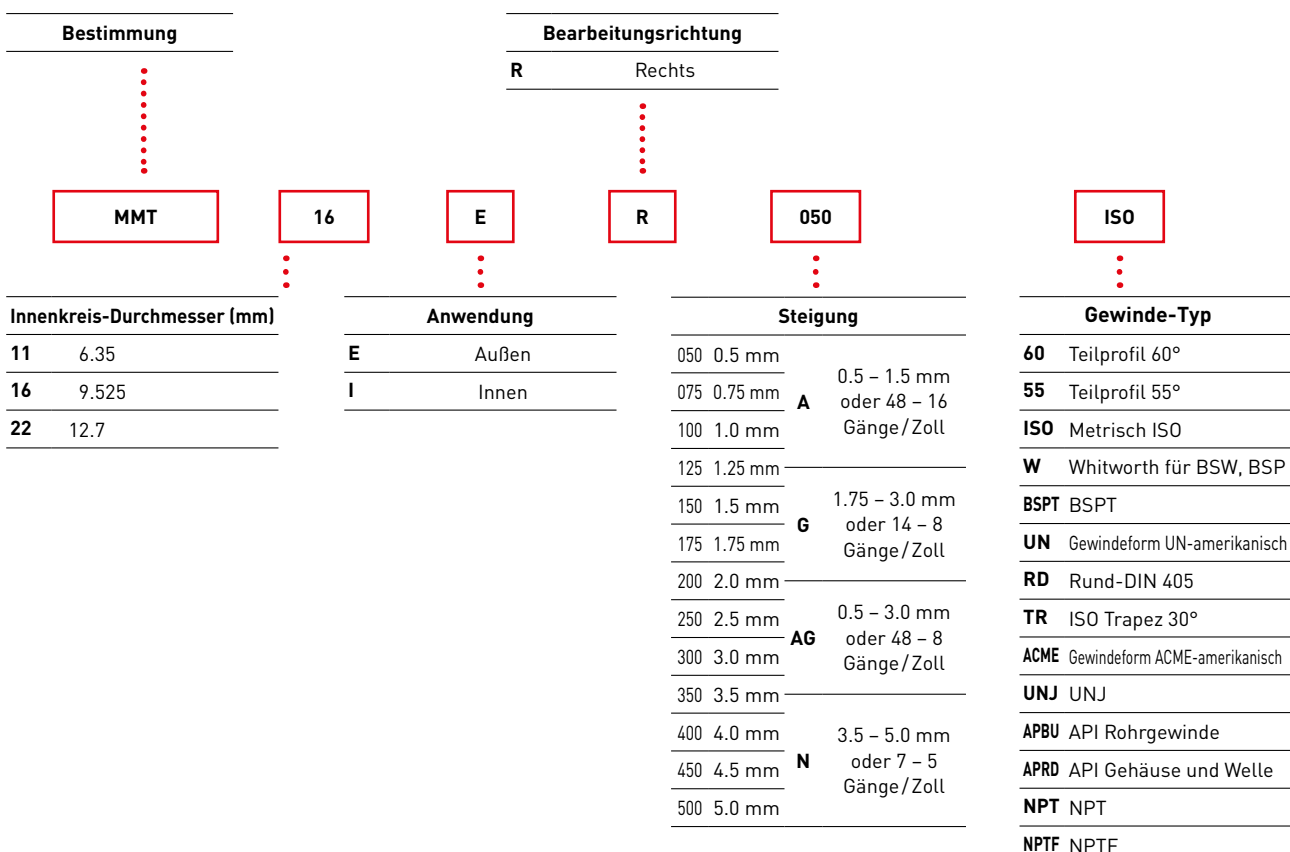 Bestimmung
Bearbeitungsrichtung
R Rechts
MMT 16 E R 050 ISO
Innenkreis-Durchmesser (mm)
11 6.35
16 9.525
22 12.7
Anwendung
E Außen
I Innen
Steigung
050 0.5 mm
075 0.75 mm
100 1.0 mm
125 1.25 mm
150 1.5 mm
175 1.75 mm
200 2.0 mm
250 2.5 mm
300 3.0 mm
350 3.5 mm
400 4.0 mm
450 4.5 mm
500 5.0 mm
A
0.5 – 1.5 mm
oder 48 – 16
Gänge/Zoll
G
1.75 – 3.0 mm
oder 14 – 8
Gänge/Zoll
AG
0.5 – 3.0 mm
oder 48 – 8
Gänge/Zoll
N
3.5 – 5.0 mm
oder 7 – 5
Gänge/Zoll
Gewinde-Typ
60 Teilprofil 60°
55 Teilprofil 55°
ISO Metrisch ISO
W Whitworth für BSW, BSP
BSPT BSPT
UN Gewindeform UN-amerikanisch
RD Rund-DIN 405
TR ISO Trapez 30°
ACME Gewindeform ACME-amerikanisch
UNJ UNJ
APBU API Rohrgewinde
APRD API Gehäuse und Welle
NPT NPT
NPTF NPTF